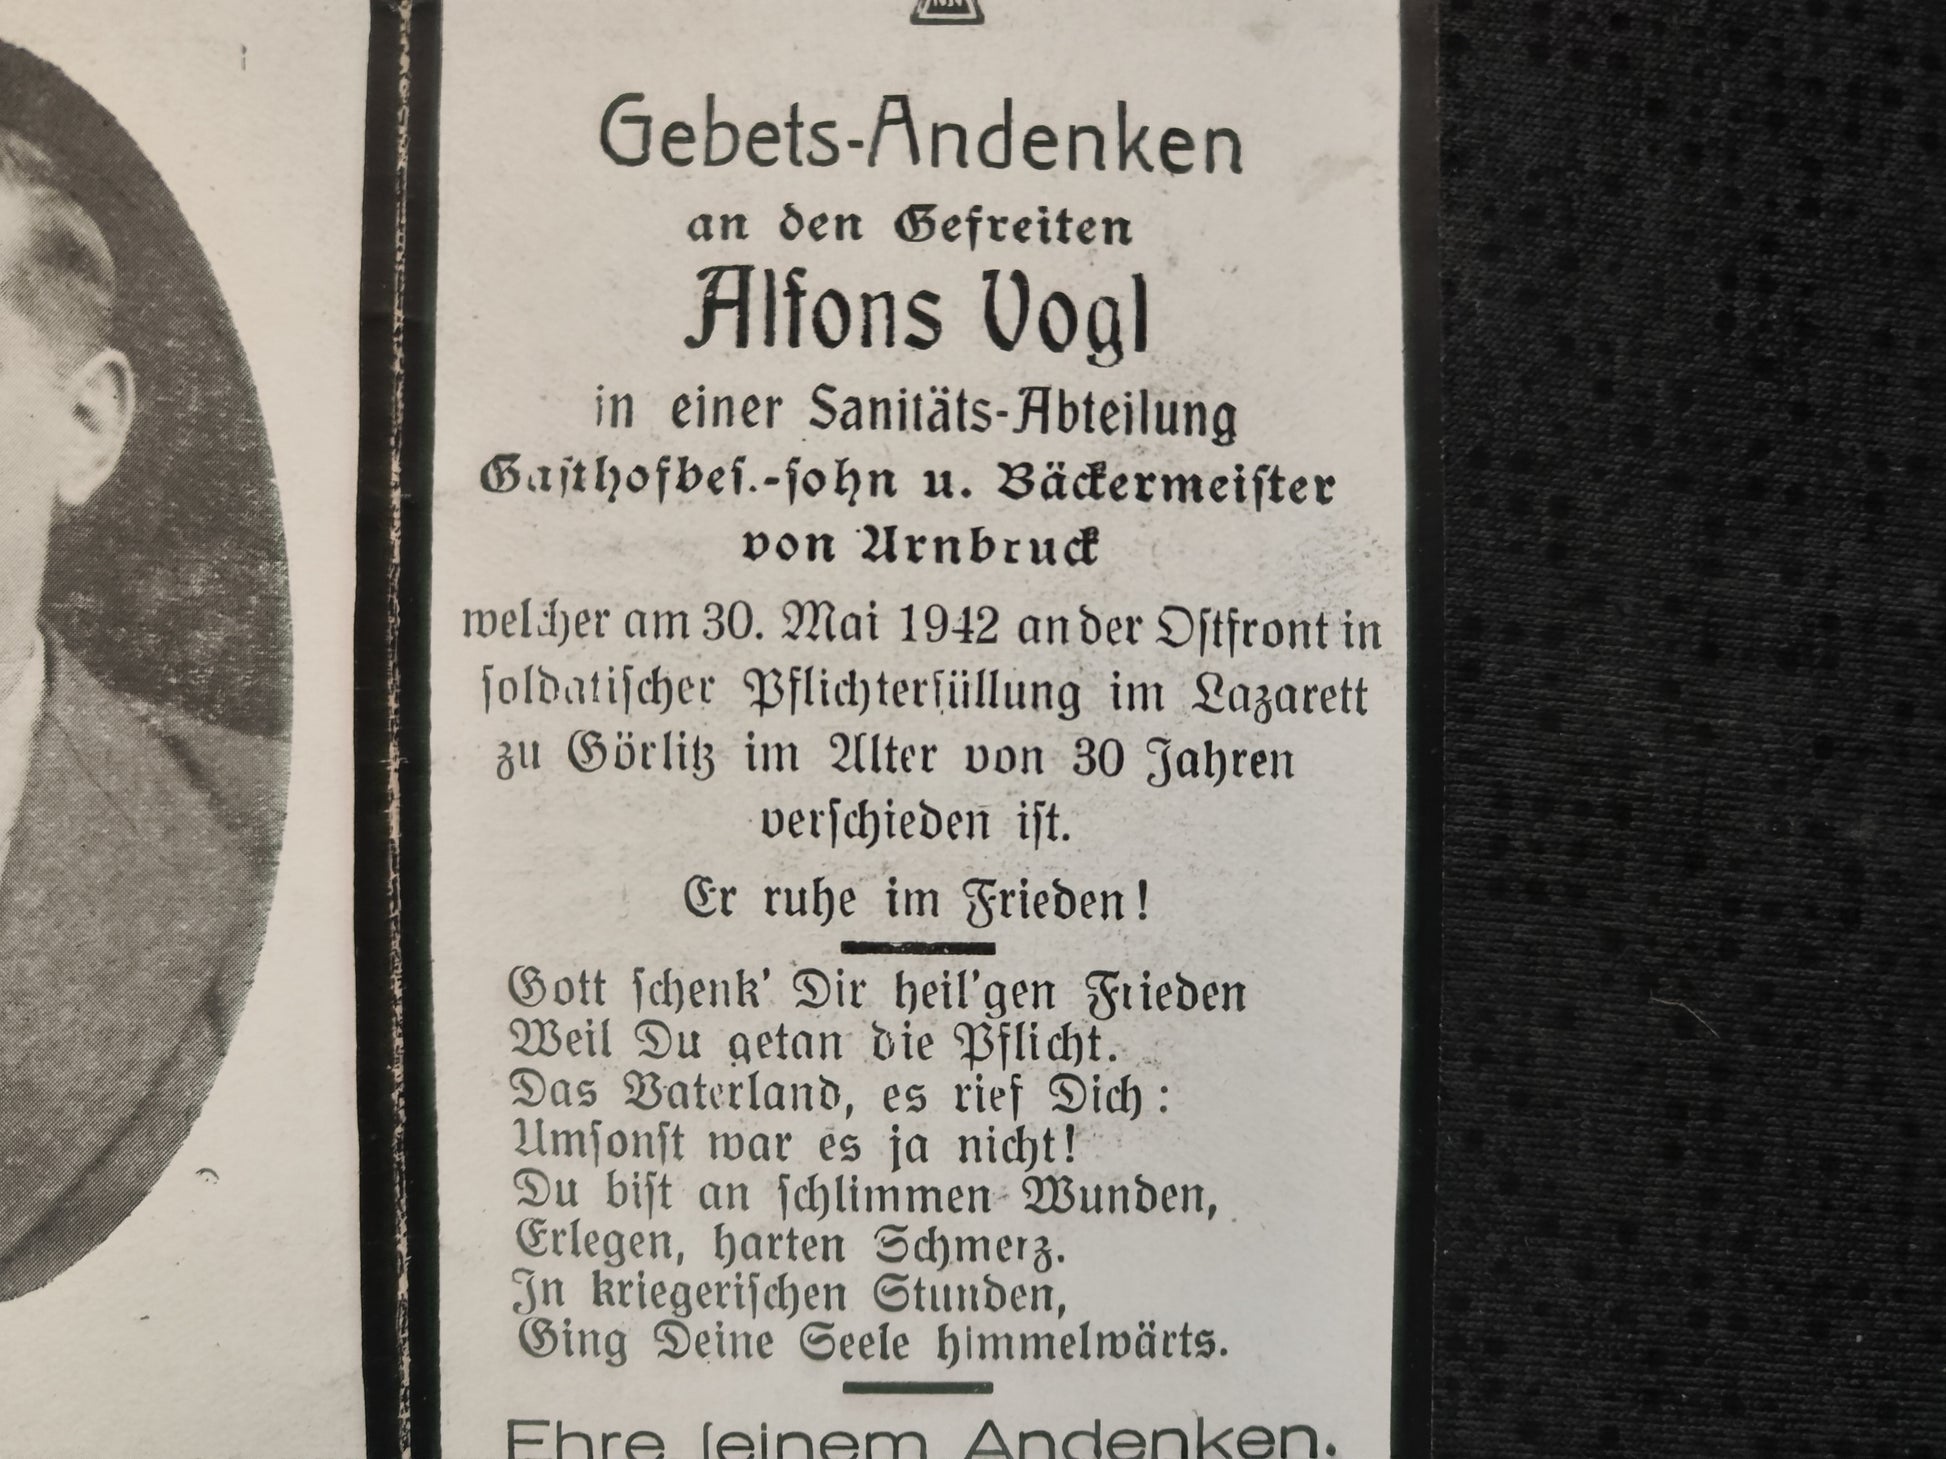 Gebets-Andenken
an den Gefreiten
Alfons Vogl
in einer Sanitäts-Abteilung
Gasthofbes.-sohn u. Bäckermeister
von Arnbruck
welcher am 30. Mai 1942 an der Ostfront in
soldatischer Pflichterfüllung im Lazarett
zu Görlitz im Alter von 30 Jahren
verschieden ist.
Er ruhe im Frieden!
Gott schenk' Dir heil'gen Frieden
Weil Du getan die Pflicht.
Das Vaterland, es rief Dich:
Umsonst war es ja nicht!
Du bist an schlimmen Wunden,
Erlegen, harten Schmerz.
In kriegerischen Stunden,
Ging Deine Seele himmelwärts.
Ehre seinem Andenken.